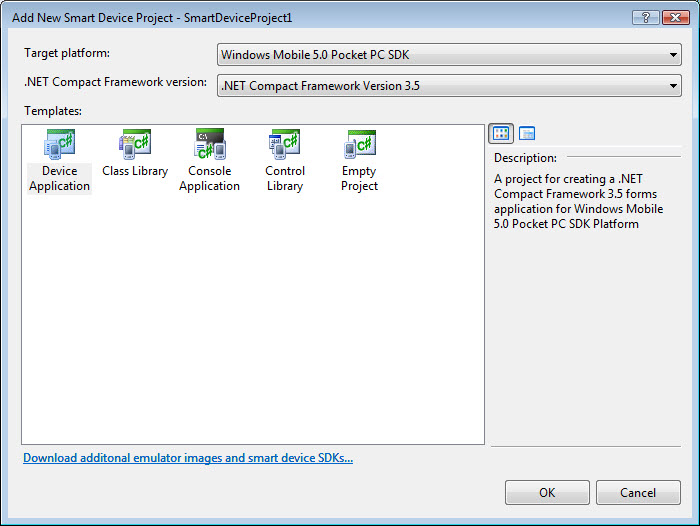 Add New Smart Device Project - SmartDeviceProject1
Target platform:
Windows Mobile 5.0 Pocket PC SDK
.NET Compact Framework version:
.NET Compact Framework Version 3.5
Templates:
Device
Application
Class Library
Console
Application
Control
Library
Empty
Project
Description:
A project for creating a .NET
Compact Framework 3.5 forms
application for Windows Mobile
5.0 Pocket PC SDK Platform
Download additonal emulator images and smart device SDKs...
OK
Cancel